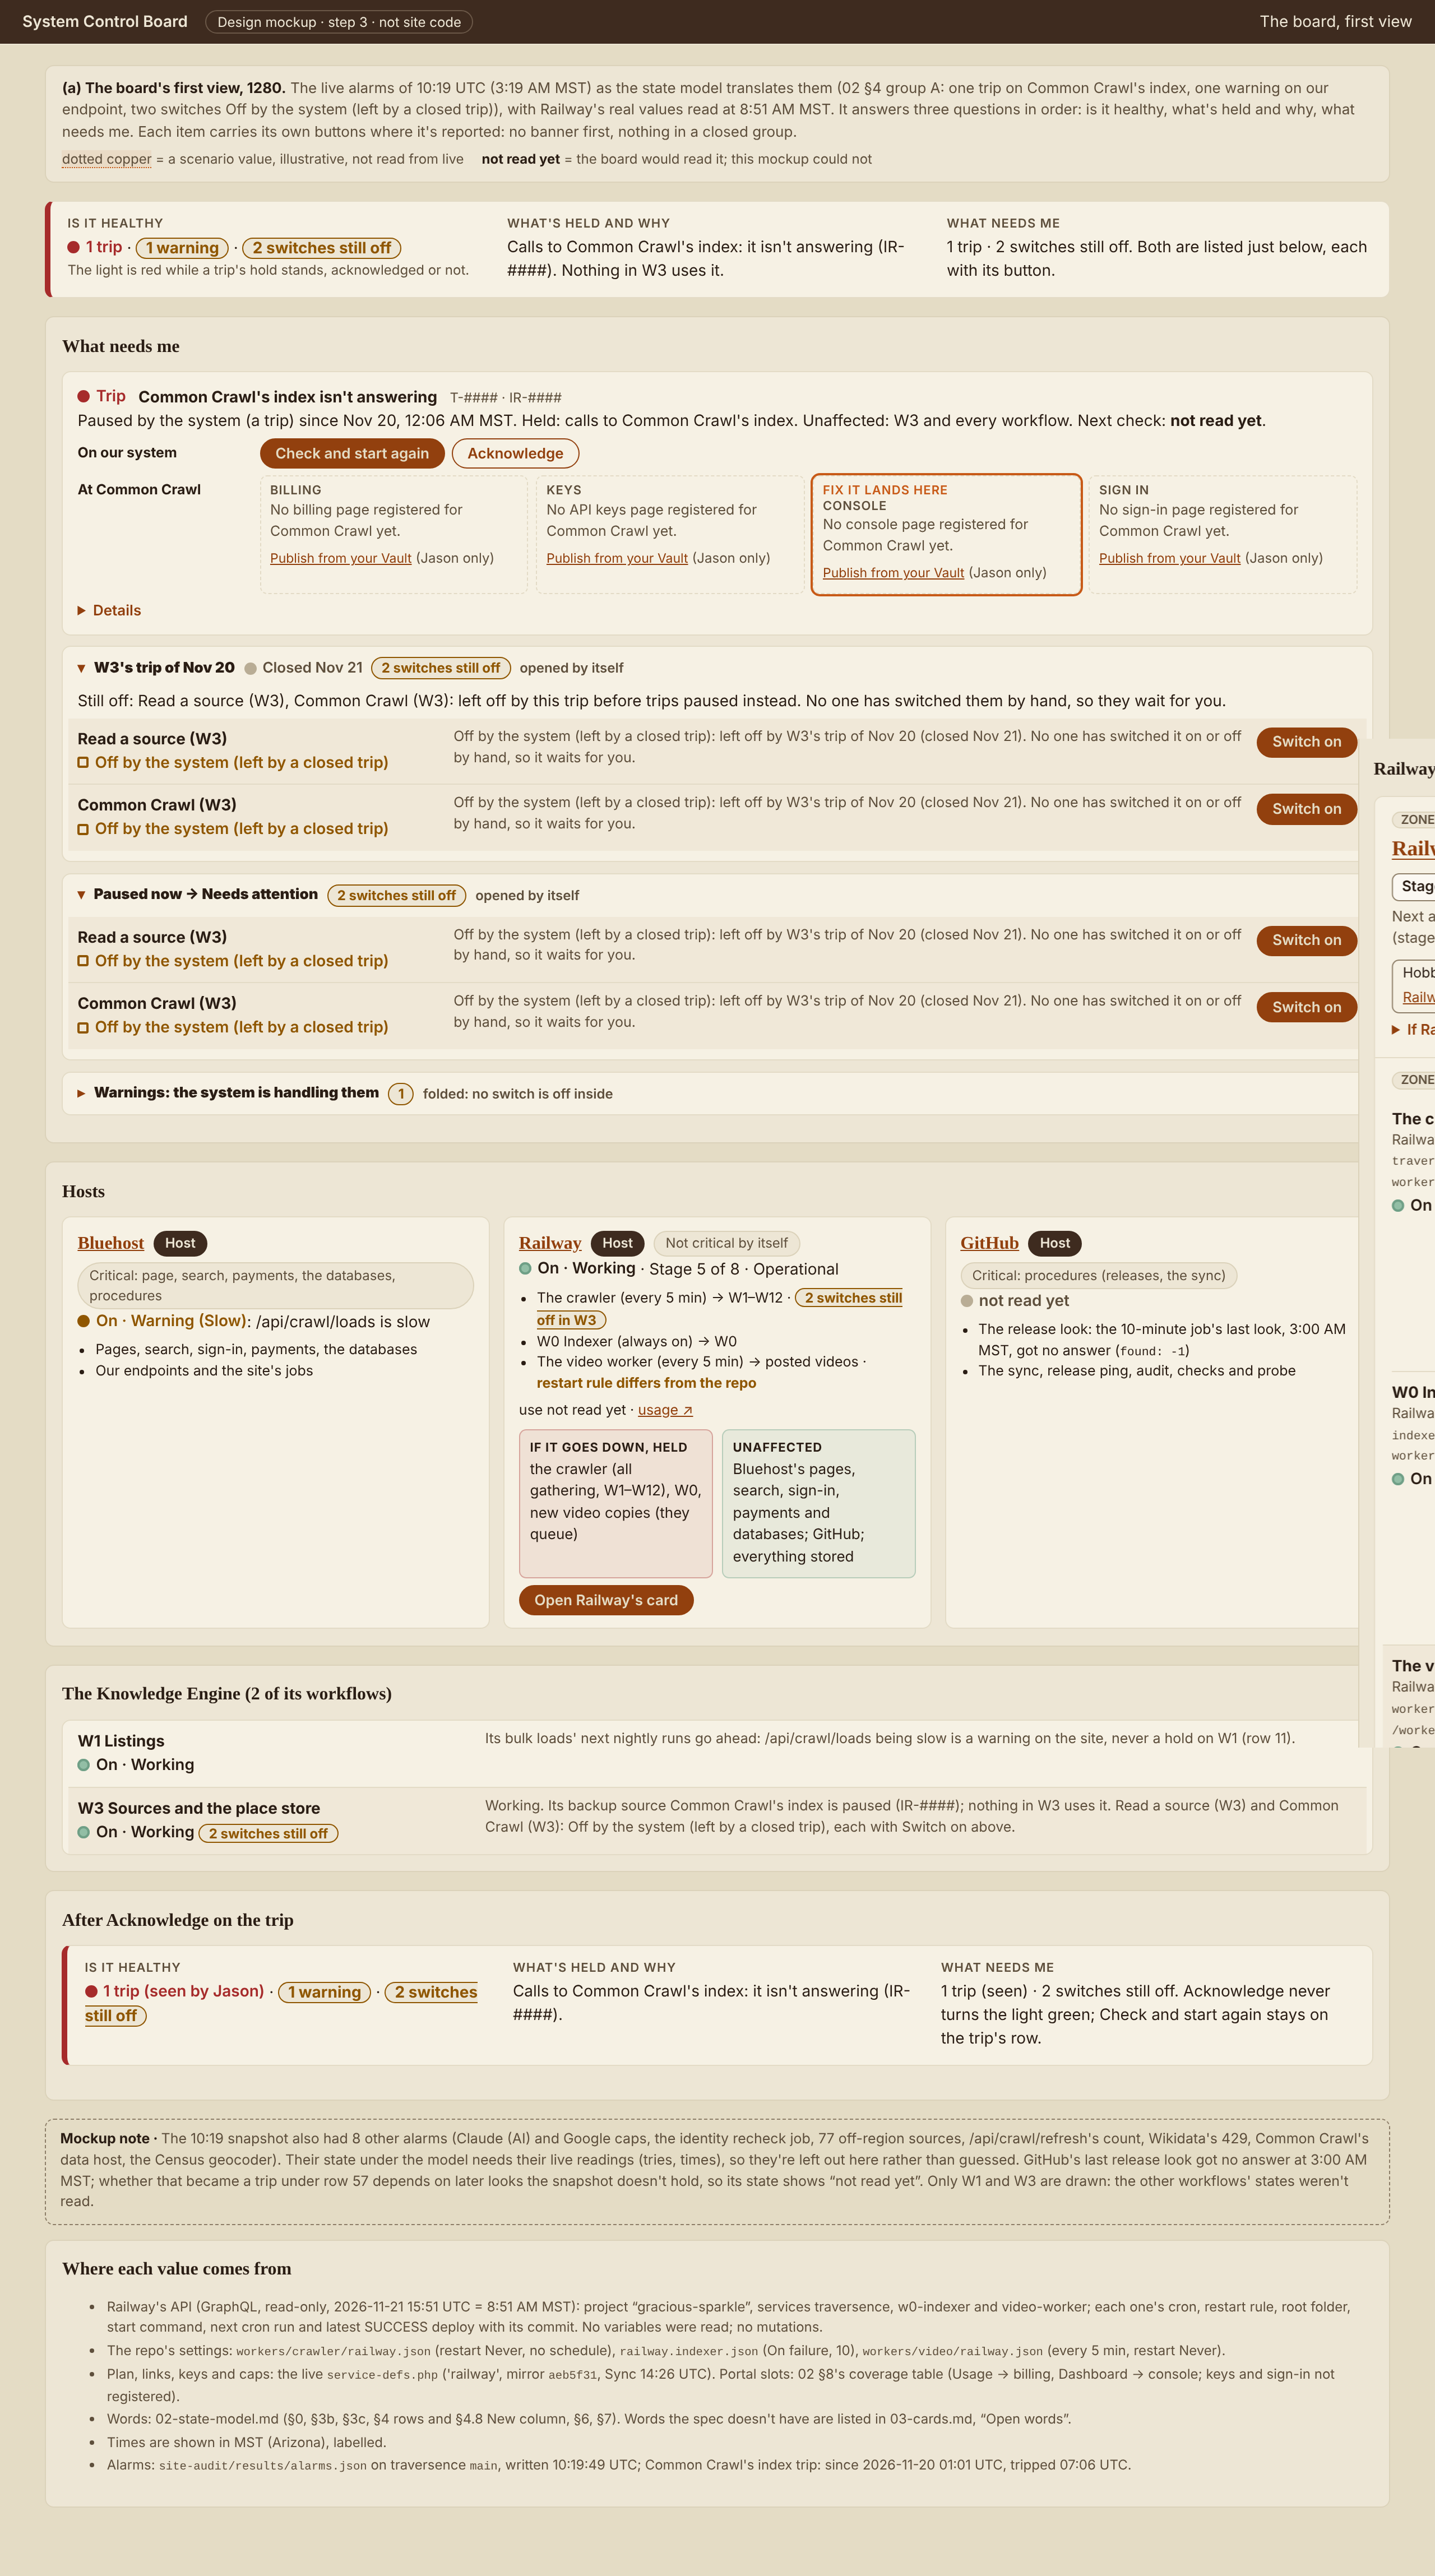 System Control Board
Design mockup · step 3 · not site code
The board, first view
(a) The board's first view, 1280. The live alarms of 10:19 UTC (3:19 AM MST) as the state model translates them (02 §4 group A: one trip on Common Crawl's index, one warning on our
endpoint, two switches Off by the system (left by a closed trip)), with Railway's real values read at 8:51 AM MST. It answers three questions in order: is it healthy, what's held and why, what
needs me. Each item carries its own buttons where it's reported: no banner first, nothing in a closed group.
dotted copper = a scenario value, illustrative, not read from live not read yet = the board would read it; this mockup could not
IS IT HEALTHY
1 trip · 1 warning · 2 switches still off
The light is red while a trip's hold stands, acknowledged or not.
WHAT'S HELD AND WHY
Calls to Common Crawl's index: it isn't answering (IR-
####). Nothing in W3 uses it.
WHAT NEEDS ME
1 trip · 2 switches still off. Both are listed just below, each
with its button.
What needs me
Trip Common Crawl's index isn't answering T-#### · IR-####
Paused by the system (a trip) since Nov 20, 12:06 AM MST. Held: calls to Common Crawl's index. Unaffected: W3 and every workflow. Next check: not read yet.
On our system
Check and start again
Acknowledge
At Common Crawl
BILLING
No billing page registered for
Common Crawl yet.
Publish from your Vault (Jason only)
KEYS
No API keys page registered for
Common Crawl yet.
Publish from your Vault (Jason only)
FIX IT LANDS HERE
CONSOLE
No console page registered for
Common Crawl yet.
Publish from your Vault (Jason only)
SIGN IN
No sign-in page registered for
Common Crawl yet.
Publish from your Vault (Jason only)
Details
W3's trip of Nov 20 Closed Nov 21 2 switches still off opened by itself
Still off: Read a source (W3), Common Crawl (W3): left off by this trip before trips paused instead. No one has switched them by hand, so they wait for you.
Read a source (W3)
Off by the system (left by a closed trip)
Off by the system (left by a closed trip): left off by W3's trip of Nov 20 (closed Nov 21). No one has switched it on or off
by hand, so it waits for you.
Switch on
Common Crawl (W3)
Off by the system (left by a closed trip)
Off by the system (left by a closed trip): left off by W3's trip of Nov 20 (closed Nov 21). No one has switched it on or off
by hand, so it waits for you.
Switch on
Paused now → Needs attention 2 switches still off opened by itself
Read a source (W3)
Off by the system (left by a closed trip)
Off by the system (left by a closed trip): left off by W3's trip of Nov 20 (closed Nov 21). No one has switched it on or off
by hand, so it waits for you.
Switch on
Common Crawl (W3)
Off by the system (left by a closed trip)
Off by the system (left by a closed trip): left off by W3's trip of Nov 20 (closed Nov 21). No one has switched it on or off
by hand, so it waits for you.
Switch on
Warnings: the system is handling them 1 folded: no switch is off inside
Hosts
Bluehost Host
Critical: page, search, payments, the databases,
procedures
On · Warning (Slow): /api/crawl/loads is slow
Pages, search, sign-in, payments, the databases
Our endpoints and the site's jobs
Railway Host Not critical by itself
On · Working · Stage 5 of 8 · Operational
The crawler (every 5 min) → W1–W12 · 2 switches still
off in W3
W0 Indexer (always on) → W0
The video worker (every 5 min) → posted videos ·
restart rule differs from the repo
use not read yet · usage ↗
IF IT GOES DOWN, HELD
the crawler (all
gathering, W1–W12), W0,
new video copies (they
queue)
UNAFFECTED
Bluehost's pages,
search, sign-in,
payments and
databases; GitHub;
everything stored
Open Railway's card
GitHub Host
Critical: procedures (releases, the sync)
not read yet
The release look: the 10-minute job's last look, 3:00 AM
MST, got no answer (found: -1)
The sync, release ping, audit, checks and probe
Railway
ZONE
Next a
(stage
If Ra
ZONE
The c
Railwa
traver
worker
On
W0 In
Railwa
indexe
worker
On
The v
Railwa
worker
/worke
The Knowledge Engine (2 of its workflows)
W1 Listings
On · Working
Its bulk loads' next nightly runs go ahead: /api/crawl/loads being slow is a warning on the site, never a hold on W1 (row 11).
W3 Sources and the place store
On · Working 2 switches still off
Working. Its backup source Common Crawl's index is paused (IR-####); nothing in W3 uses it. Read a source (W3) and Common
Crawl (W3): Off by the system (left by a closed trip), each with Switch on above.
After Acknowledge on the trip
IS IT HEALTHY
1 trip (seen by Jason) · 1 warning · 2 switches
still off
WHAT'S HELD AND WHY
Calls to Common Crawl's index: it isn't answering (IR-
####).
WHAT NEEDS ME
1 trip (seen) · 2 switches still off. Acknowledge never
turns the light green; Check and start again stays on
the trip's row.
Mockup note · The 10:19 snapshot also had 8 other alarms (Claude (AI) and Google caps, the identity recheck job, 77 off-region sources, /api/crawl/refresh's count, Wikidata's 429, Common Crawl's
data host, the Census geocoder). Their state under the model needs their live readings (tries, times), so they're left out here rather than guessed. GitHub's last release look got no answer at 3:00 AM
MST; whether that became a trip under row 57 depends on later looks the snapshot doesn't hold, so its state shows “not read yet”. Only W1 and W3 are drawn: the other workflows' states weren't
read.
Where each value comes from
Railway's API (GraphQL, read-only, 2026-11-21 15:51 UTC = 8:51 AM MST): project “gracious-sparkle”, services traversence, w0-indexer and video-worker; each one's cron, restart rule, root folder,
start command, next cron run and latest SUCCESS deploy with its commit. No variables were read; no mutations.
The repo's settings: workers/crawler/railway.json (restart Never, no schedule), railway.indexer.json (On failure, 10), workers/video/railway.json (every 5 min, restart Never).
Plan, links, keys and caps: the live service-defs.php ('railway', mirror aeb5f31, Sync 14:26 UTC). Portal slots: 02 §8's coverage table (Usage → billing, Dashboard → console; keys and sign-in not
registered).
Words: 02-state-model.md (§0, §3b, §3c, §4 rows and §4.8 New column, §6, §7). Words the spec doesn't have are listed in 03-cards.md, “Open words”.
Times are shown in MST (Arizona), labelled.
Alarms: site-audit/results/alarms.json on traversence main, written 10:19:49 UTC; Common Crawl's index trip: since 2026-11-20 01:01 UTC, tripped 07:06 UTC.